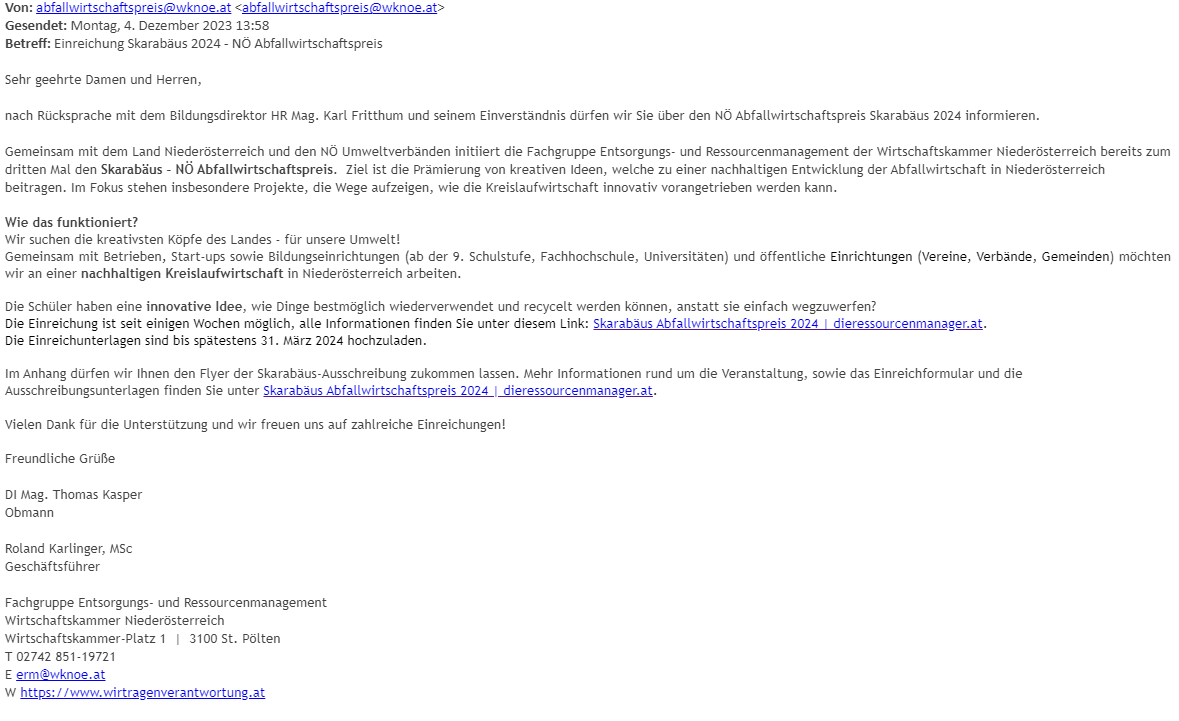 Von: abfallwirtschaftspreis@wknoe.at <abfallwirtschaftspreis@wknoe.at>
Gesendet: Montag, 4. Dezember 2023 13:58
Betreff: Einreichung Skarabäus 2024 - NÖ Abfallwirtschaftspreis
Sehr geehrte Damen und Herren,
nach Rücksprache mit dem Bildungsdirektor HR Mag. Karl Fritthum und seinem Einverständnis dürfen wir Sie über den NÖ Abfallwirtschaftspreis Skarabäus 2024 informieren.
Gemeinsam mit dem Land Niederösterreich und den NÖ Umweltverbänden initiiert die Fachgruppe Entsorgungs- und Ressourcenmanagement der Wirtschaftskammer Niederösterreich bereits zum
dritten Mal den Skarabäus – NÖ Abfallwirtschaftspreis. Ziel ist die Prämierung von kreativen Ideen, welche zu einer nachhaltigen Entwicklung der Abfallwirtschaft in Niederösterreich
beitragen. Im Fokus stehen insbesondere Projekte, die Wege aufzeigen, wie die Kreislaufwirtschaft innovativ vorangetrieben werden kann.
Wie das funktioniert?
Wir suchen die kreativsten Köpfe des Landes - für unsere Umwelt!
Gemeinsam mit Betrieben, Start-ups sowie Bildungseinrichtungen (ab der 9. Schulstufe, Fachhochschule, Universitäten) und öffentliche Einrichtungen (Vereine, Verbände, Gemeinden) möchten
wir an einer nachhaltigen Kreislaufwirtschaft in Niederösterreich arbeiten.
Die Schüler haben eine innovative Idee, wie Dinge bestmöglich wiederverwendet und recycelt werden können, anstatt sie einfach wegzuwerfen?
Die Einreichung ist seit einigen Wochen möglich, alle Informationen finden Sie unter diesem Link: Skarabäus Abfallwirtschaftspreis 2024 | dieressourcenmanager.at.
Die Einreichunterlagen sind bis spätestens 31. März 2024 hochzuladen.
Im Anhang dürfen wir Ihnen den Flyer der Skarabäus-Ausschreibung zukommen lassen. Mehr Informationen rund um die Veranstaltung, sowie das Einreichformular und die
Ausschreibungsunterlagen finden Sie unter Skarabäus Abfallwirtschaftspreis 2024 | dieressourcenmanager.at.
Vielen Dank für die Unterstützung und wir freuen uns auf zahlreiche Einreichungen!
Freundliche Grüße
DI Mag. Thomas Kasper
Obmann
Roland Karlinger, MSc
Geschäftsführer
Fachgruppe Entsorgungs- und Ressourcenmanagement
Wirtschaftskammer Niederösterreich
Wirtschaftskammer-Platz 1 | 3100 St. Pölten
T 02742 851-19721
E erm@wknoe.at
W https://www.wirtragenverantwortung.at